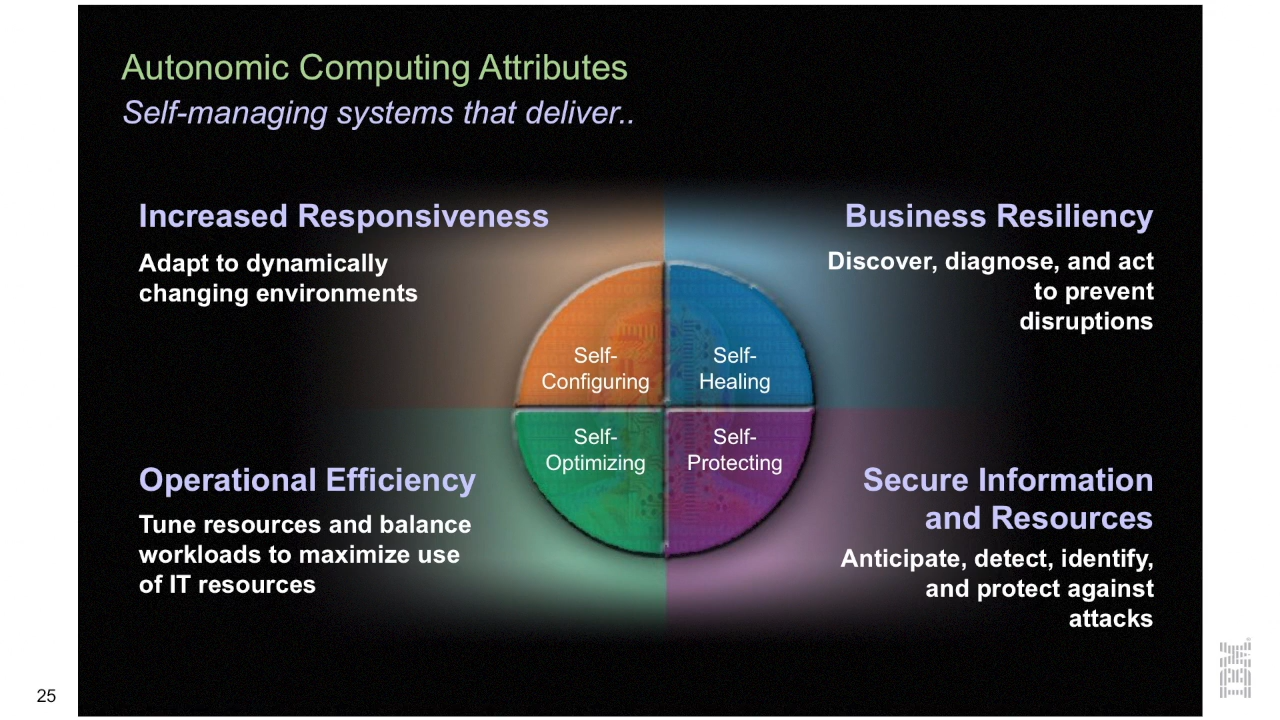 Autonomic Computing Attributes
Self-managing systems that deliver..
Increased Responsiveness
Adapt to dynamically
changing environments
Business Resiliency
Discover, diagnose, and act
to prevent
disruptions
Self-
Configuring
Self-
Healing
Self-
Optimizing
Self-
Protecting
Operational Efficiency
Tune resources and balance
workloads to maximize use
of IT resources
Secure Information
and Resources
Anticipate, detect, identify,
and protect against
attacks
25
IBM®